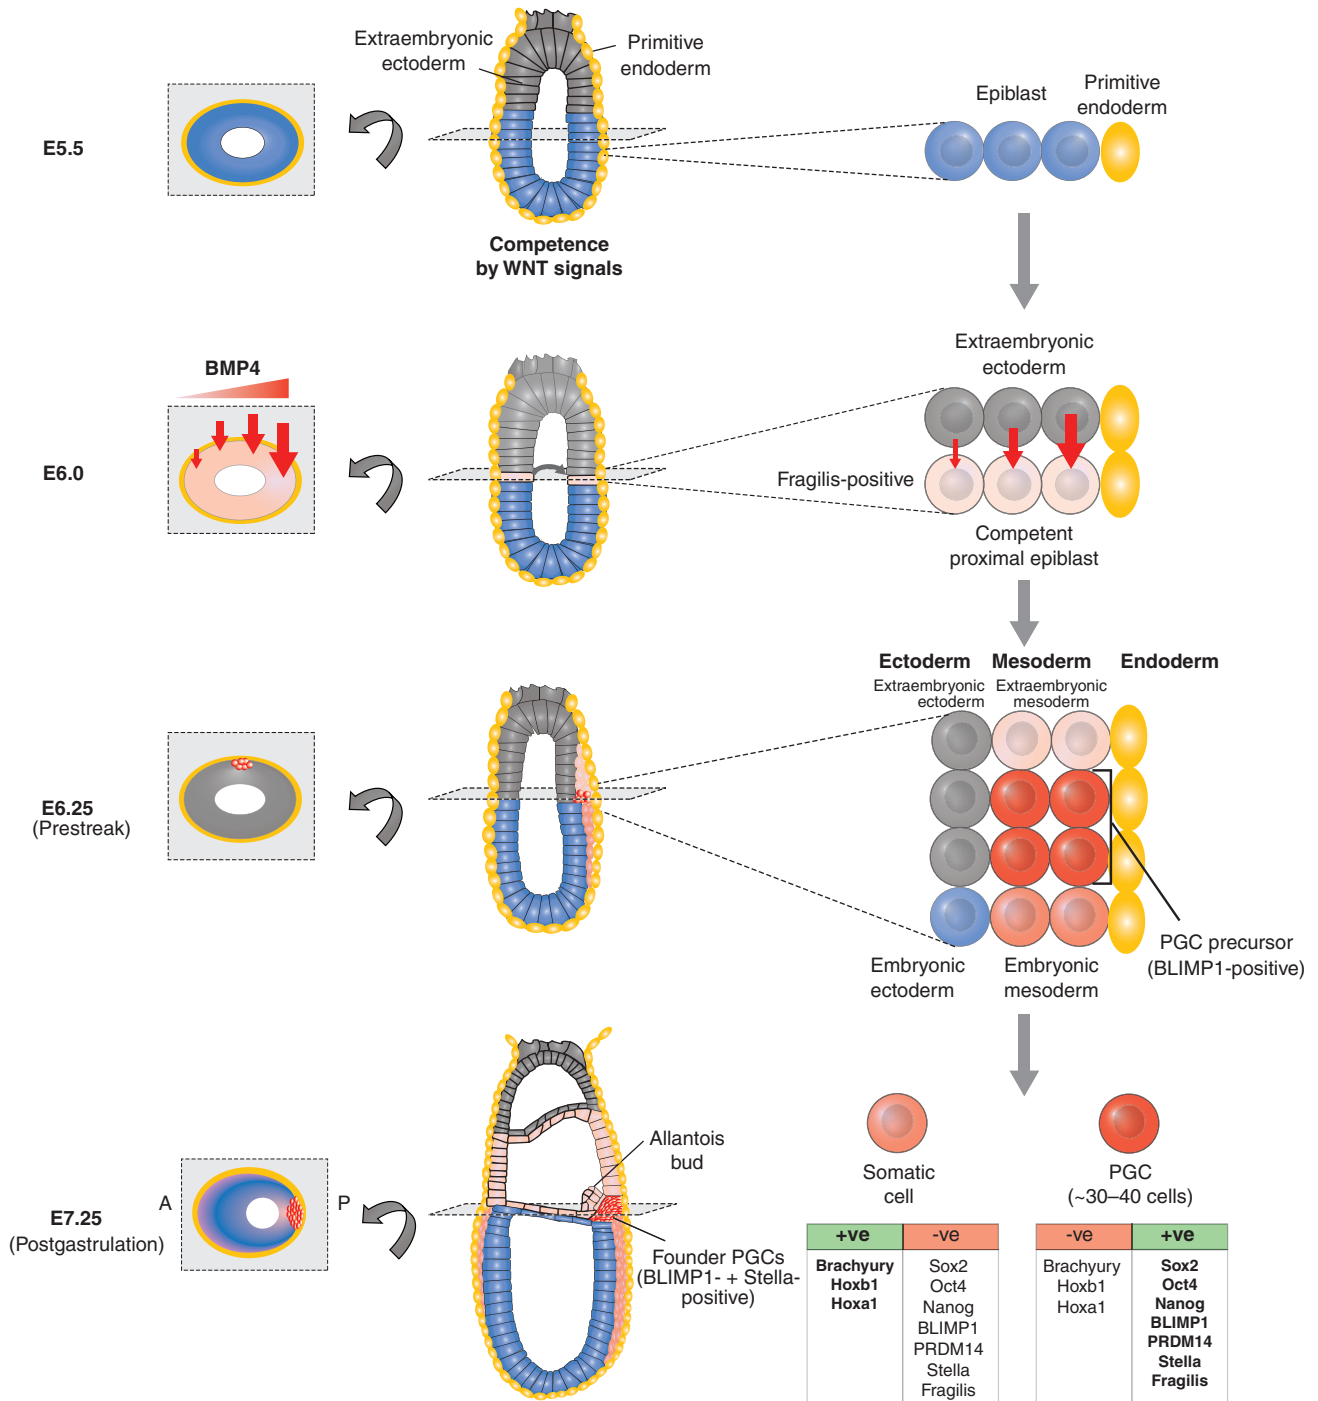 Extraembryonic
ectoderm
Primitive
endoderm
Epiblast
Primitive
endoderm
E5.5
Competence
by WNT signals
BMP4
E6.0
Extraembryonic
ectoderm
Fragilis-positive
Competent
proximal epiblast
Ectoderm Mesoderm Endoderm
Extraembryonic
ectoderm
Extraembryonic
mesoderm
E6.25
(Prestreak)
PGC precursor
(BLIMP1-positive)
Embryonic
ectoderm
Embryonic
mesoderm
Allantois
bud
A
P
E7.25
(Postgastrulation)
Founder PGCs
(BLIMP1- + Stella-
positive)
Somatic
cell
PGC
(~30–40 cells)
+ve -ve
Brachyury
Hoxb1
Hoxa1
Sox2
Oct4
Nanog
BLIMP1
PRDM14
Stella
Fragilis
-ve +ve
Brachyury
Hoxb1
Hoxa1
Sox2
Oct4
Nanog
BLIMP1
PRDM14
Stella
Fragilis